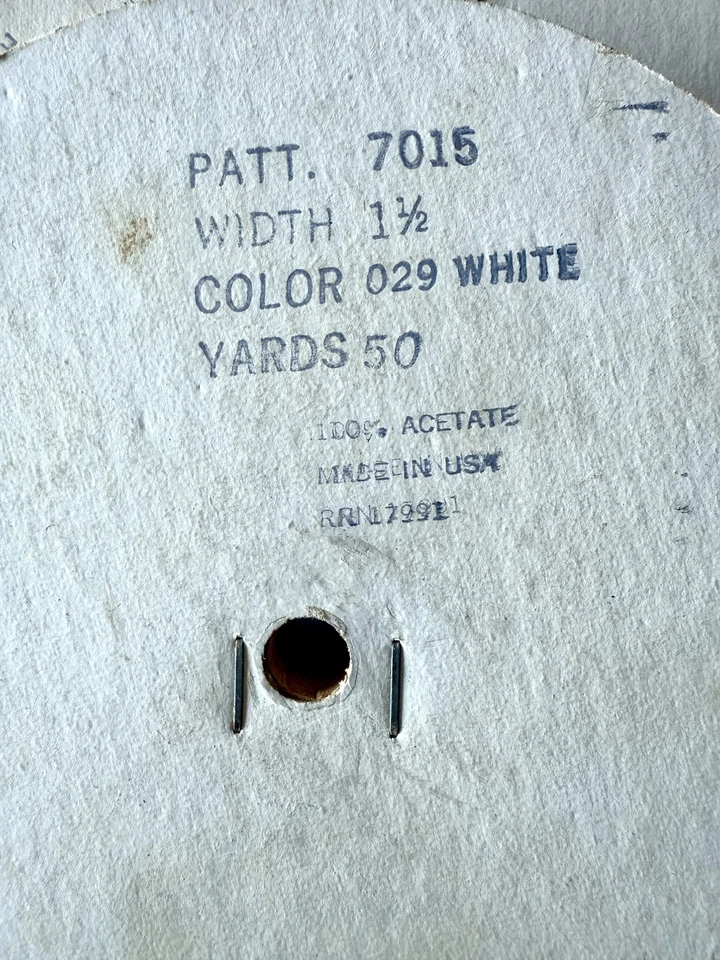 PATT. 7015
WIDTH 1½
COLOR 029 WHITE
YARDS 50
100% ACETATE
MADE IN USA